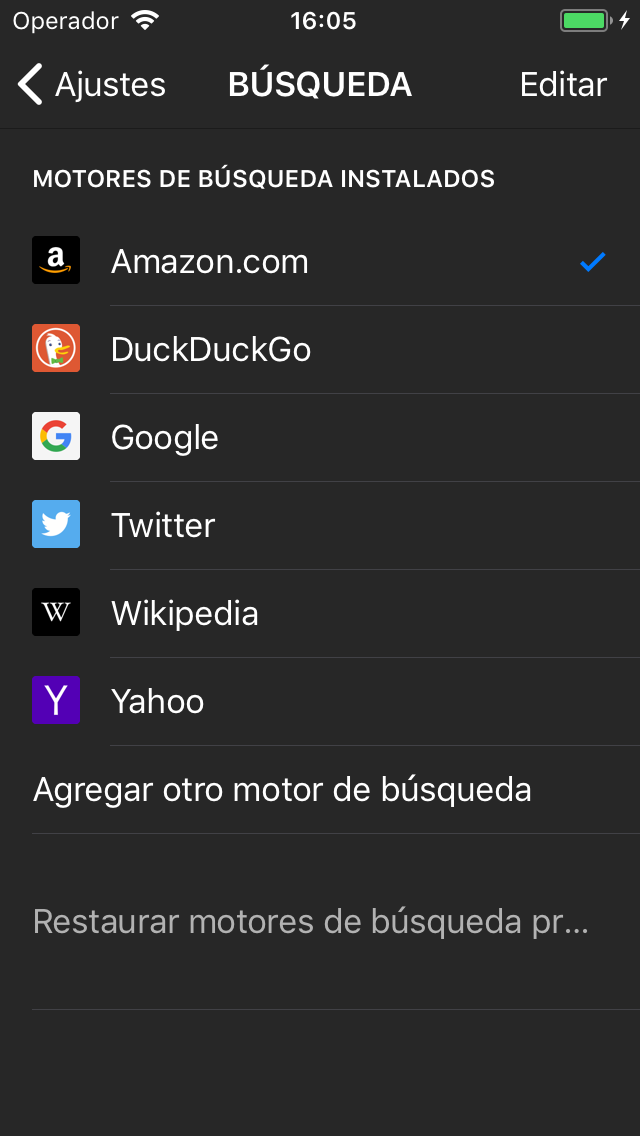 Operador 16:05
Ajustes BÚSQUEDA Editar
MOTORES DE BÚSQUEDA INSTALADOS
a Amazon.com
DuckDuckGo
G Google
Twitter
W Wikipedia
Y Yahoo
Agregar otro motor de búsqueda
Restaurar motores de búsqueda pr...